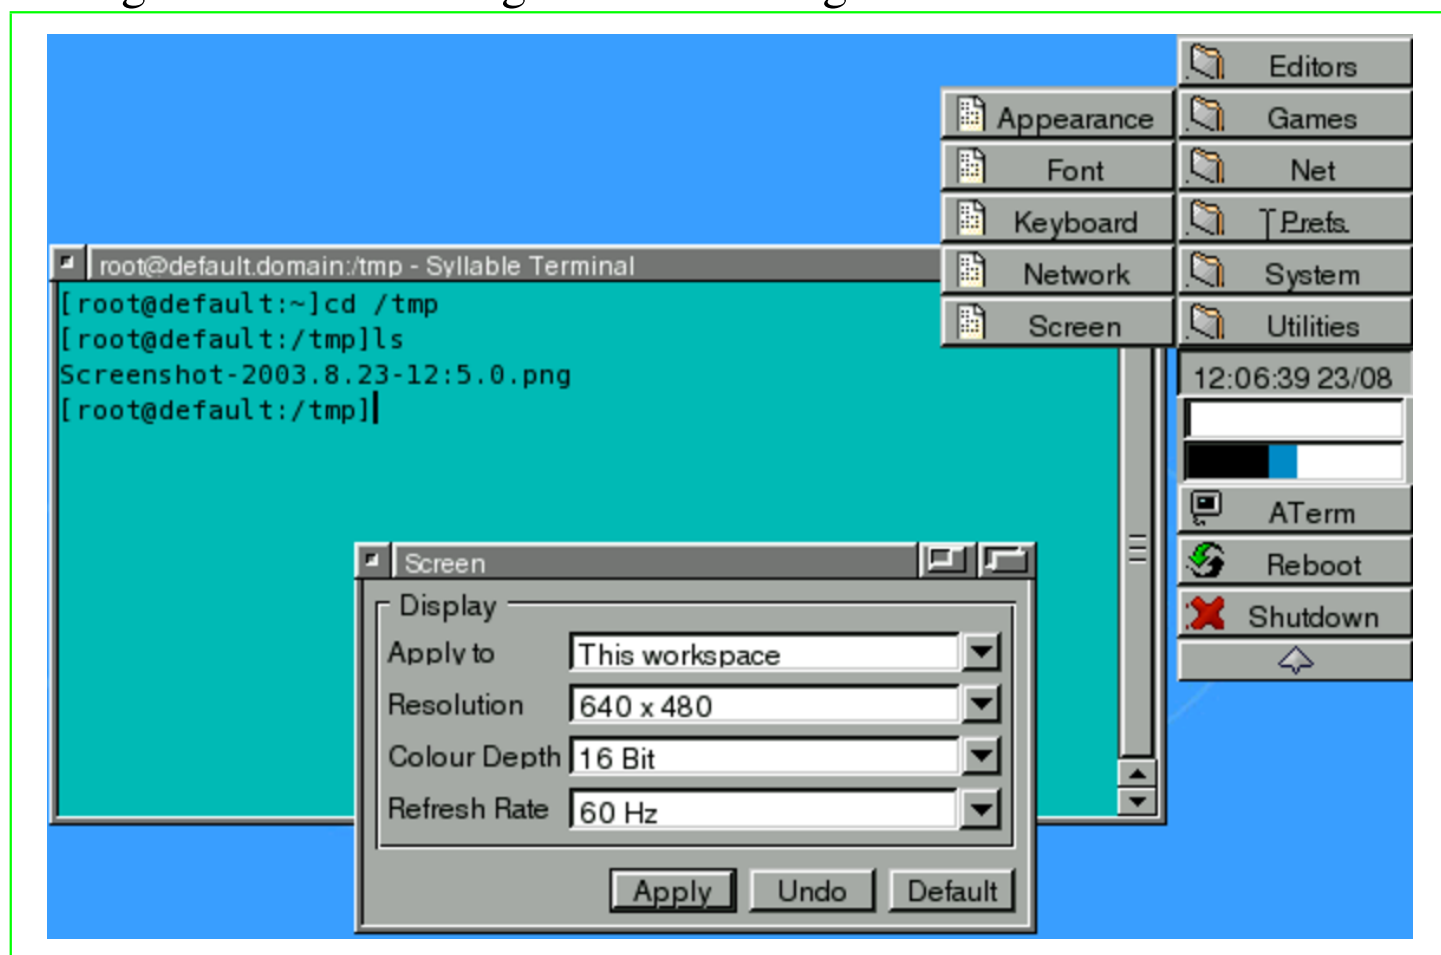 Editors
Appearance
Games
Font
Net
Keyboard
Prefs.
root@default.domain:/tmp - Syllable Terminal
Network
System
[root@default:~]cd /tmp
Screen
Utilities
[root@default:/tmp]ls
Screenshot-2003.8.23-12:5.0.png
12:06:39 23/08
[root@default:/tmp]
ATerm
Reboot
Shutdown
Screen
Display
Apply to
This workspace
Resolution
640 x 480
Colour Depth
16 Bit
Refresh Rate
60 Hz
Apply
Undo
Default